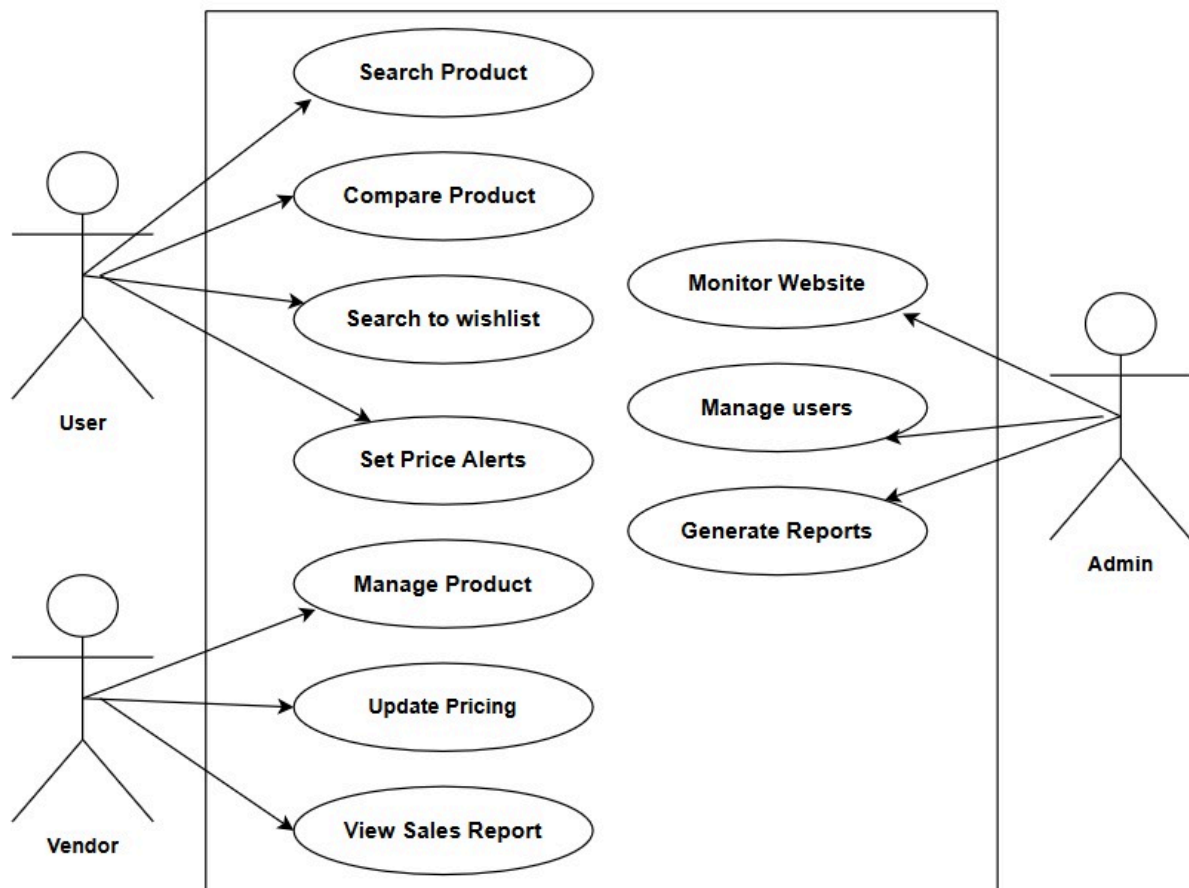 Search Product
Compare Product
Search to wishlist
Set Price Alerts
User
Manage Product
Update Pricing
View Sales Report
Vendor
Monitor Website
Manage users
Generate Reports
Admin